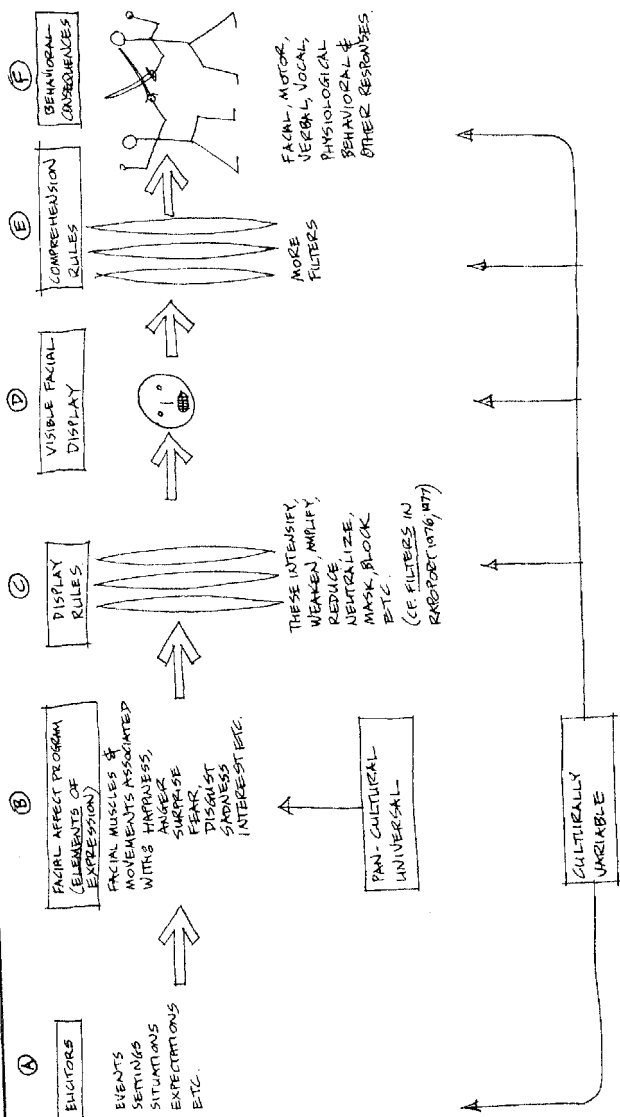 A
ELICITORS
EVENTS
SETTINGS
SITUATIONS
EXPECTATIONS
ETC.
B
FACIAL AFFECT PROGRAM
(ELEMENTS OF
EXPRESSION)
FACIAL MUSCLES &
MOVEMENTS ASSOCIATED
WITH: HAPPINESS,
ANGER
SURPRISE
FEAR,
DISGUST
SADNESS
INTEREST ETC.
PAN-CULTURAL
UNIVERSAL
C
DISPLAY
RULES
THESE INTENSIFY,
WEAKEN, AMPLIFY,
REDUCE,
NEUTRALIZE,
MASK, BLOCK
ETC.
(CF. FILTERS IN
RAPOPORT 1976, 1977)
D
VISIBLE FACIAL
DISPLAY
E
COMPREHENSION
RULES
MORE
FILTERS
F
BEHAVIORAL
CONSEQUENCES
FACIAL, MOTOR,
VERBAL, VOCAL,
PHYSIOLOGICAL
BEHAVIORAL &
OTHER RESPONSES.
CULTURALLY
VARIABLE